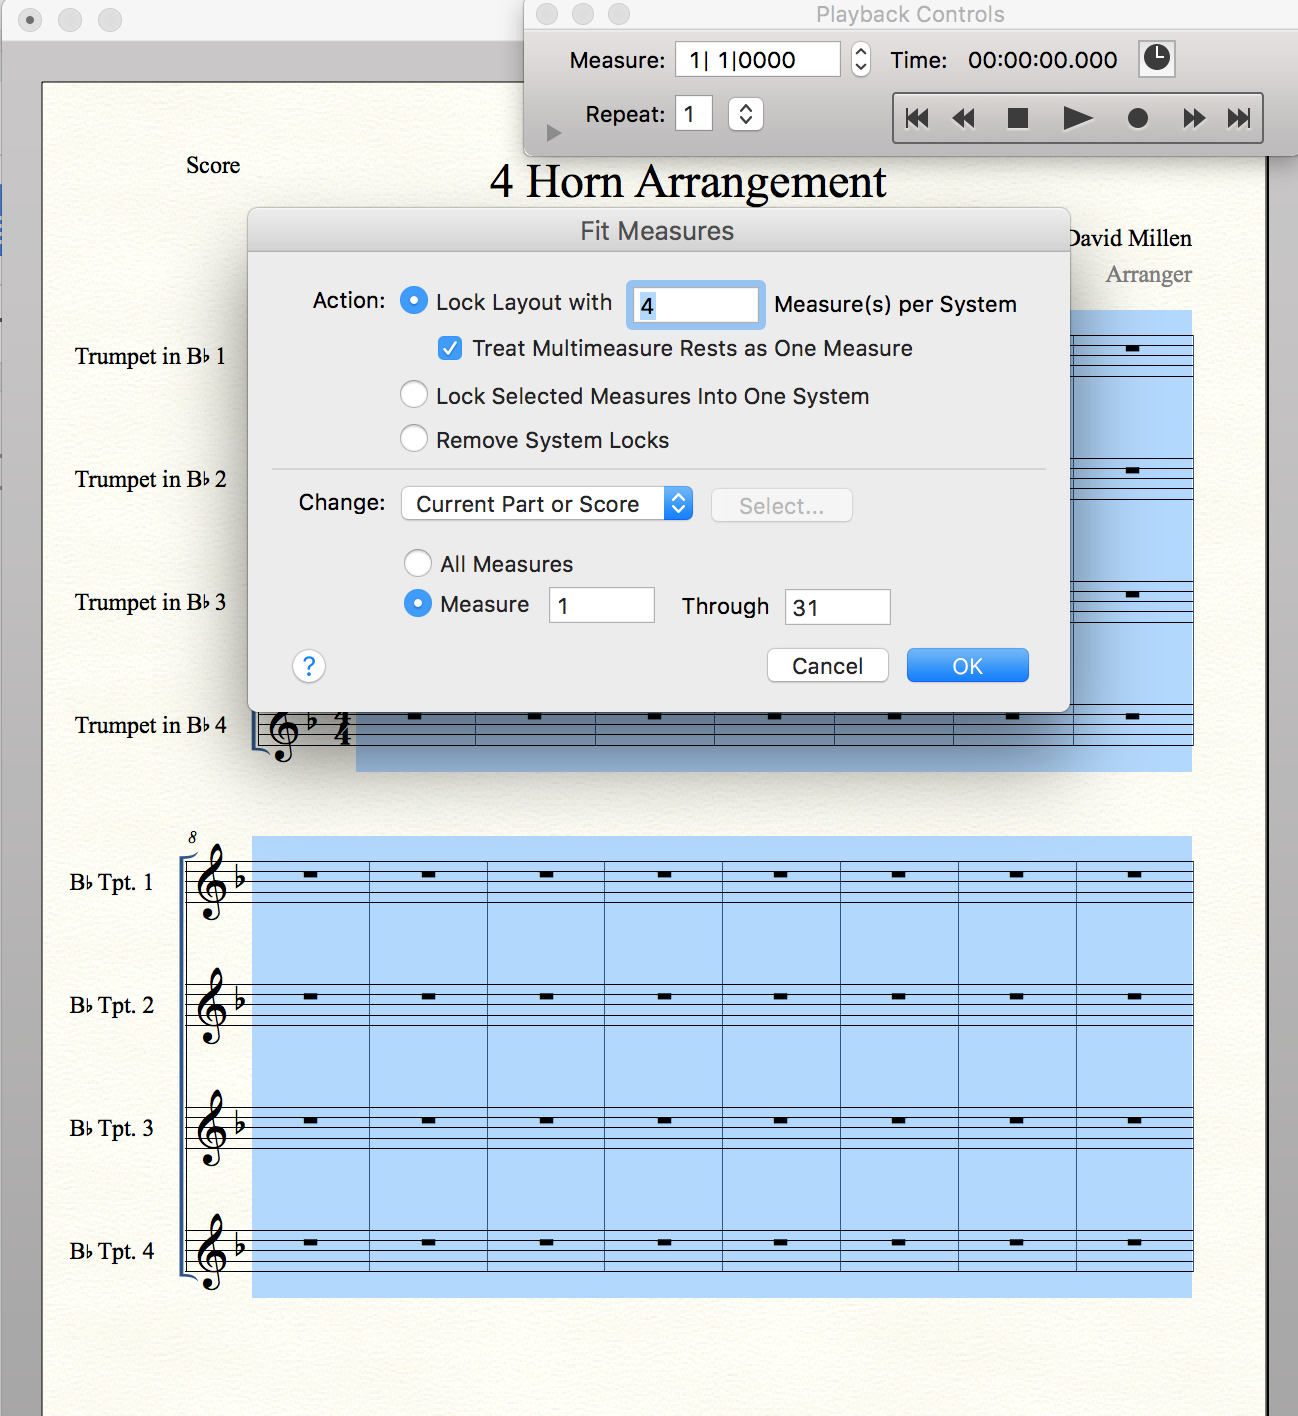 Playback Controls
Measure: 1| 1|0000 Time: 00:00:00.000
Repeat: 1
Score
4 Horn Arrangement
David Millen
Arranger
Fit Measures
Action: Lock Layout with 4 Measure(s) per System
Treat Multimeasure Rests as One Measure
Lock Selected Measures Into One System
Remove System Locks
Change: Current Part or Score Select...
All Measures
Measure 1 Through 31
? Cancel OK
Trumpet in B♭ 1
Trumpet in B♭ 2
Trumpet in B♭ 3
Trumpet in B♭ 4
4
4
8
B♭ Tpt. 1
B♭ Tpt. 2
B♭ Tpt. 3
B♭ Tpt. 4